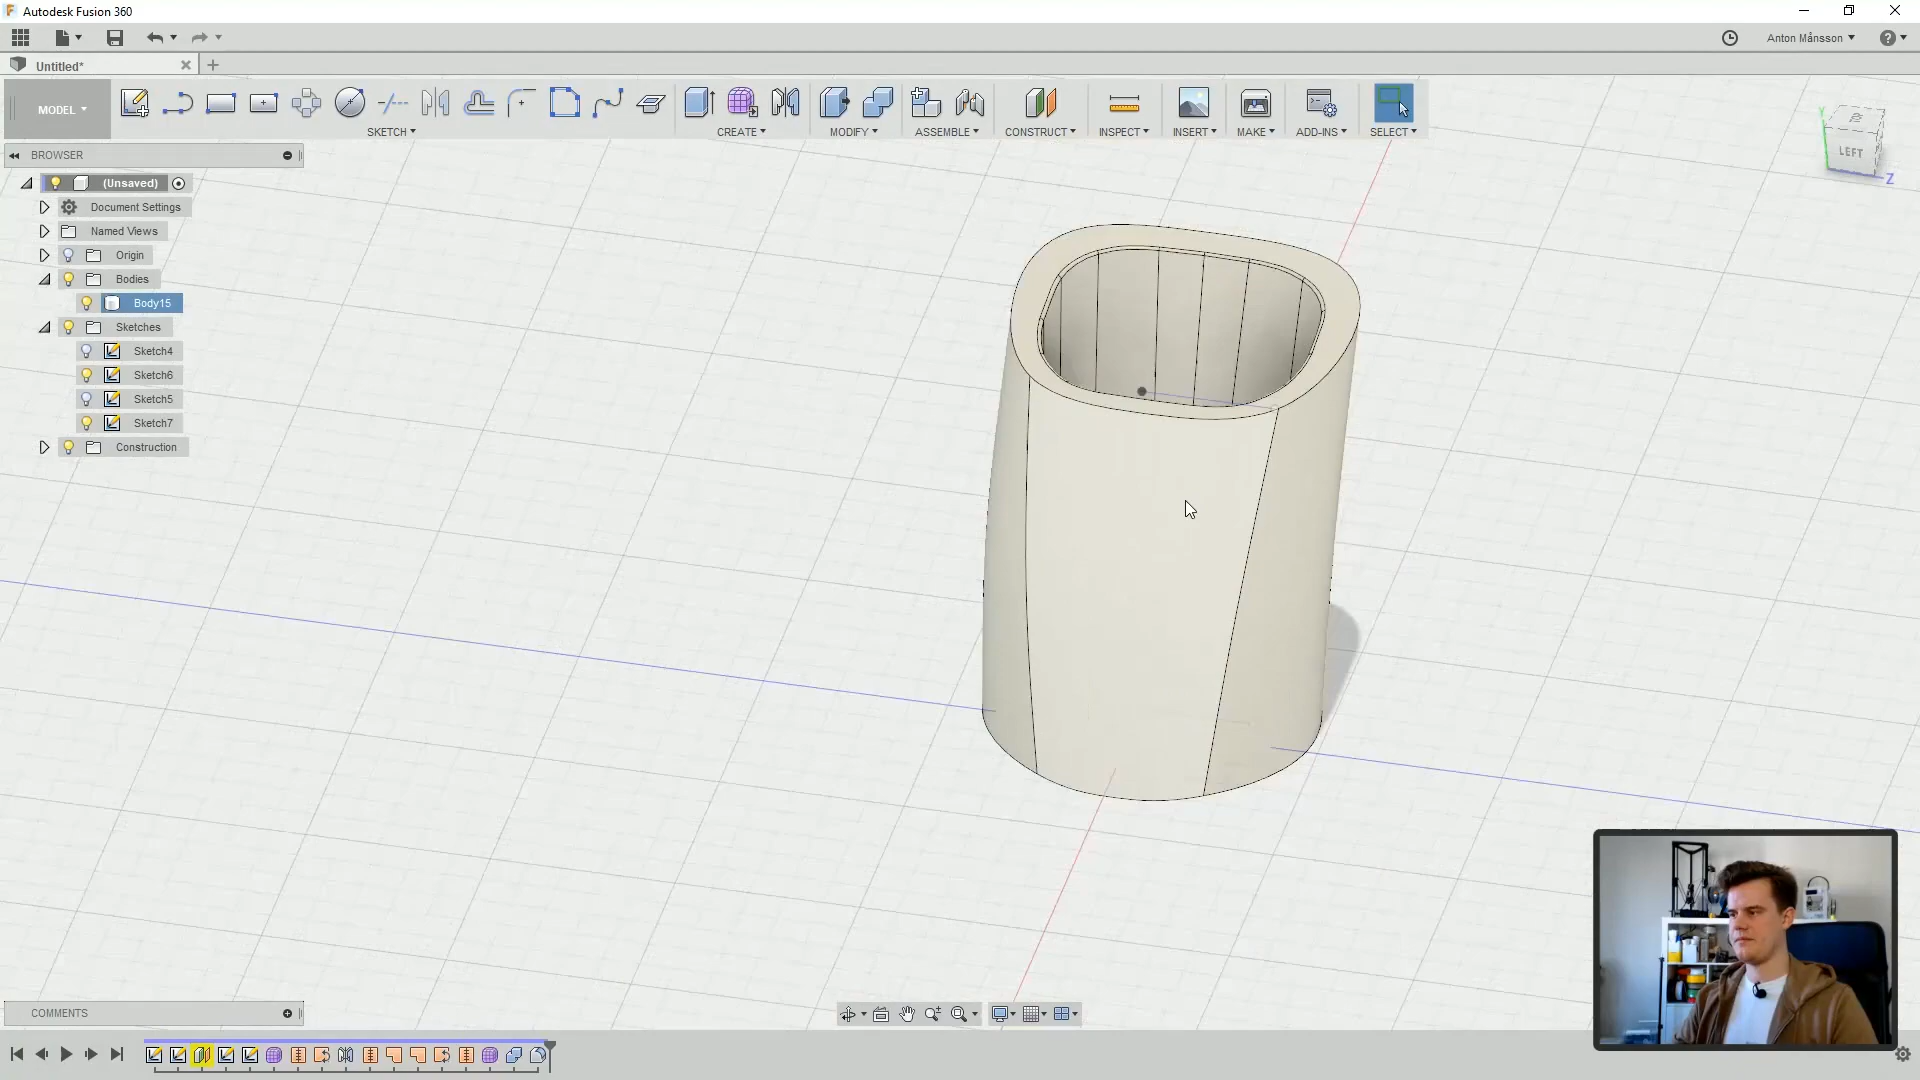 Autodesk Fusion 360
Anton Månsson
Untitled*
MODEL
SKETCH
CREATE
MODIFY
ASSEMBLE
CONSTRUCT
INSPECT
INSERT
MAKE
ADD-INS
SELECT
BROWSER
(Unsaved)
Document Settings
Named Views
Origin
Bodies
Body15
Sketches
Sketch4
Sketch6
Sketch5
Sketch7
Construction
Y
LEFT
Z
COMMENTS